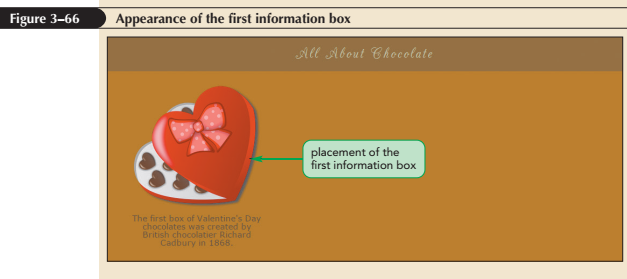 Figure 3–66 Appearance of the first information box
All About Chocolate
placement of the
first information box
The first box of Valentine's Day
chocolates was created by
British chocolatier Richard
Cadbury in 1868.